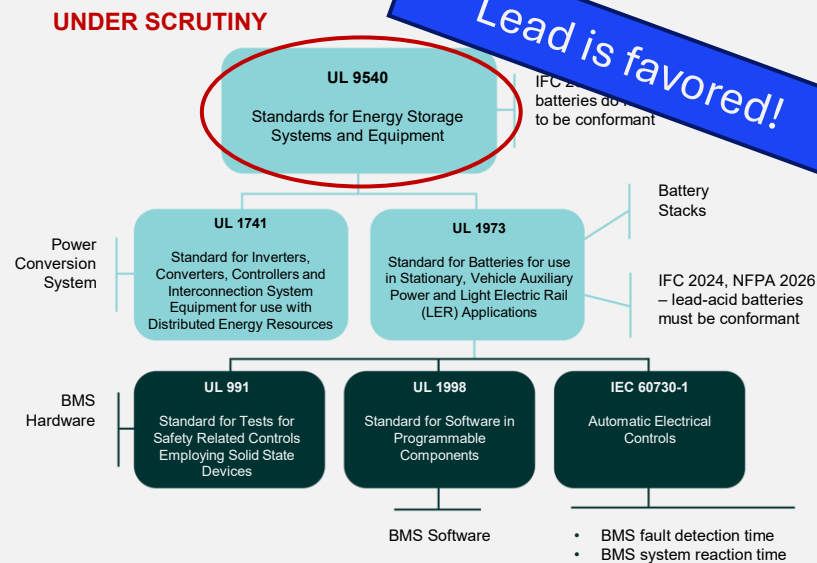 UNDER SCRUTINY
Lead is favored!
UL 9540
Standards for Energy Storage
Systems and Equipment
IFC
batteries do
to be conformant
UL 1741
Standard for Inverters,
Converters, Controllers and
Interconnection System
Equipment for use with
Distributed Energy Resources
Power
Conversion
System
UL 1973
Standard for Batteries for use
in Stationary, Vehicle Auxiliary
Power and Light Electric Rail
(LER) Applications
Battery
Stacks
IFC 2024, NFPA 2026
– lead-acid batteries
must be conformant
BMS
Hardware
UL 991
Standard for Tests for
Safety Related Controls
Employing Solid State
Devices
UL 1998
Standard for Software in
Programmable
Components
IEC 60730-1
Automatic Electrical
Controls
BMS Software
• BMS fault detection time
• BMS system reaction time